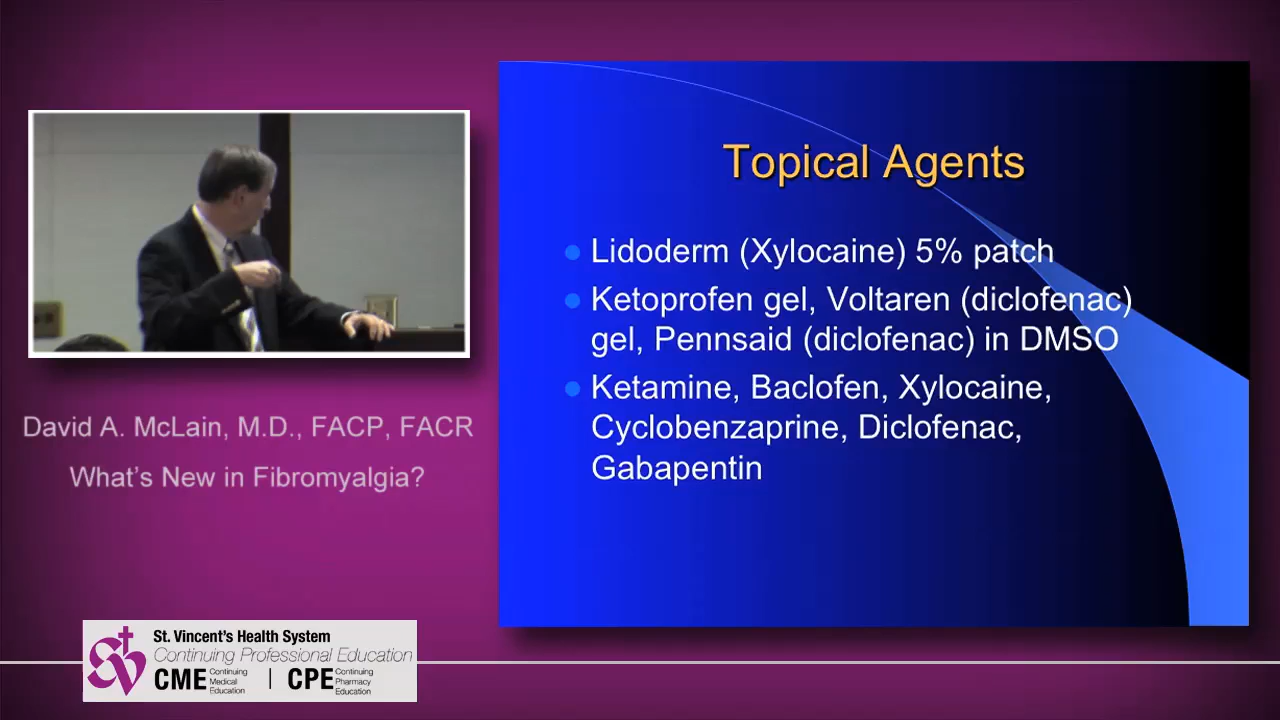 Topical Agents
Lidoderm (Xylocaine) 5% patch
Ketoprofen gel, Voltaren (diclofenac)
gel, Pennsaid (diclofenac) in DMSO
Ketamine, Baclofen, Xylocaine,
Cyclobenzaprine, Diclofenac,
Gabapentin
David A. McLain, M.D., FACP, FACR
What's New in Fibromyalgia?
St. Vincent's Health System
Continuing Professional Education
CME Continuing Medical Education | CPE Continuing Pharmacy Education